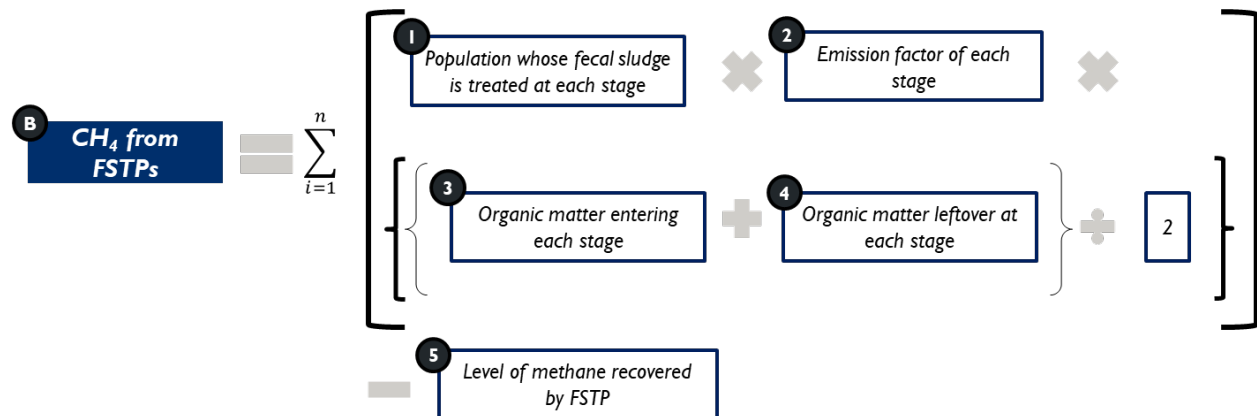 1
Population whose fecal sludge
is treated at each stage
2
Emission factor of each
stage
B
CH₄ from
FSTPs
n
∑
i=1
3
Organic matter entering
each stage
4
Organic matter leftover at
each stage
2
5
Level of methane recovered
by FSTP